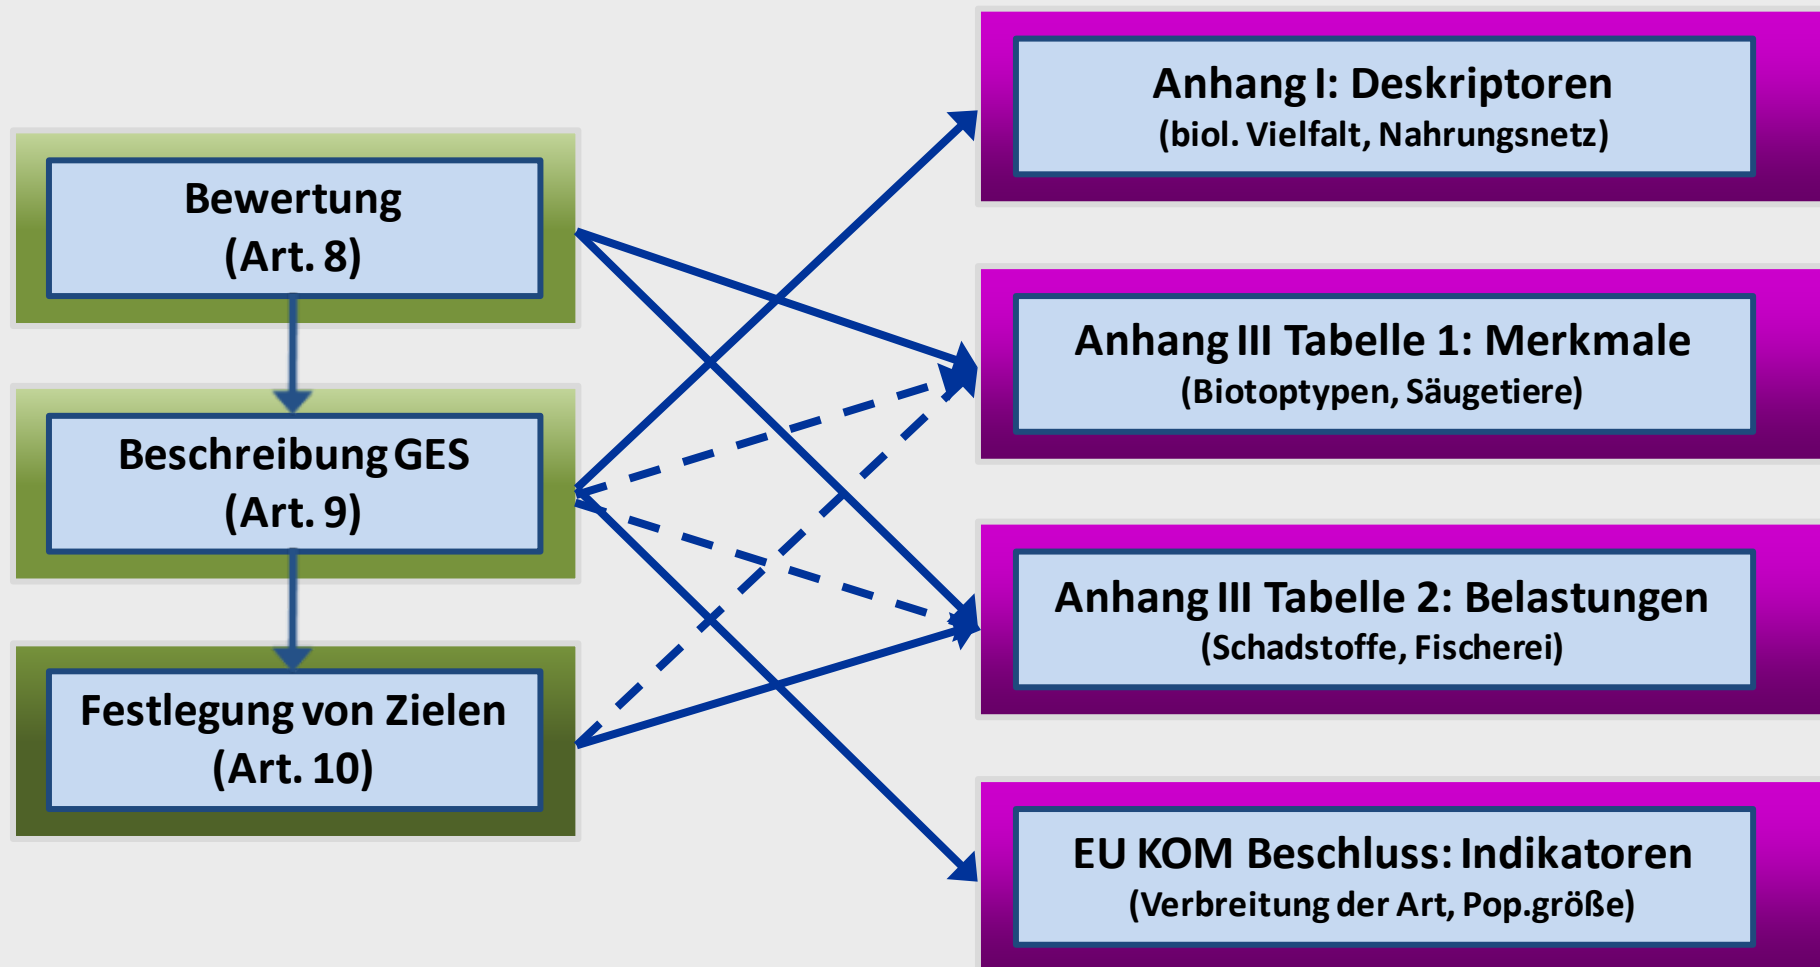 Bewertung
(Art. 8)
Beschreibung GES
(Art. 9)
Festlegung von Zielen
(Art. 10)
Anhang I: Deskriptoren
(biol. Vielfalt, Nahrungsnetz)
Anhang III Tabelle 1: Merkmale
(Biotoptypen, Säugetiere)
Anhang III Tabelle 2: Belastungen
(Schadstoffe, Fischerei)
EU KOM Beschluss: Indikatoren
(Verbreitung der Art, Pop.größe)